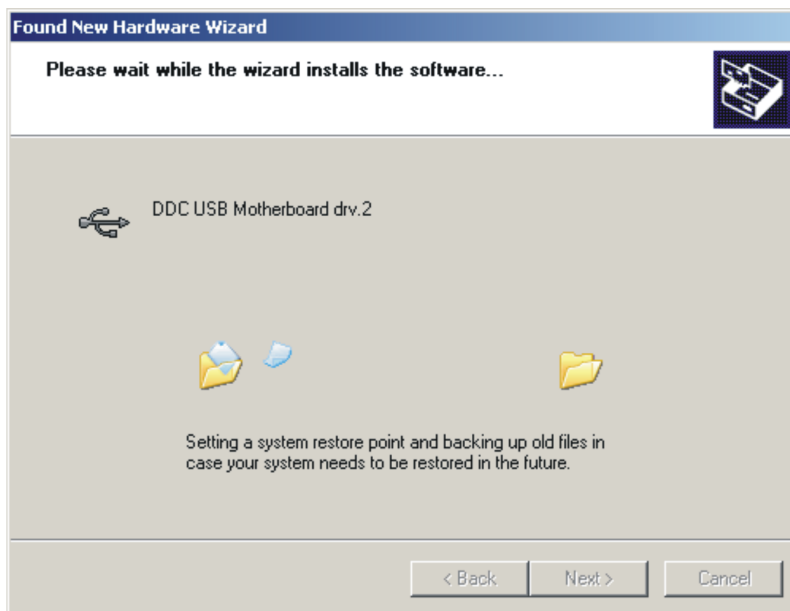 Found New Hardware Wizard
Please wait while the wizard installs the software...
DDC USB Motherboard drv.2
Setting a system restore point and backing up old files in
case your system needs to be restored in the future.
< Back
Next >
Cancel